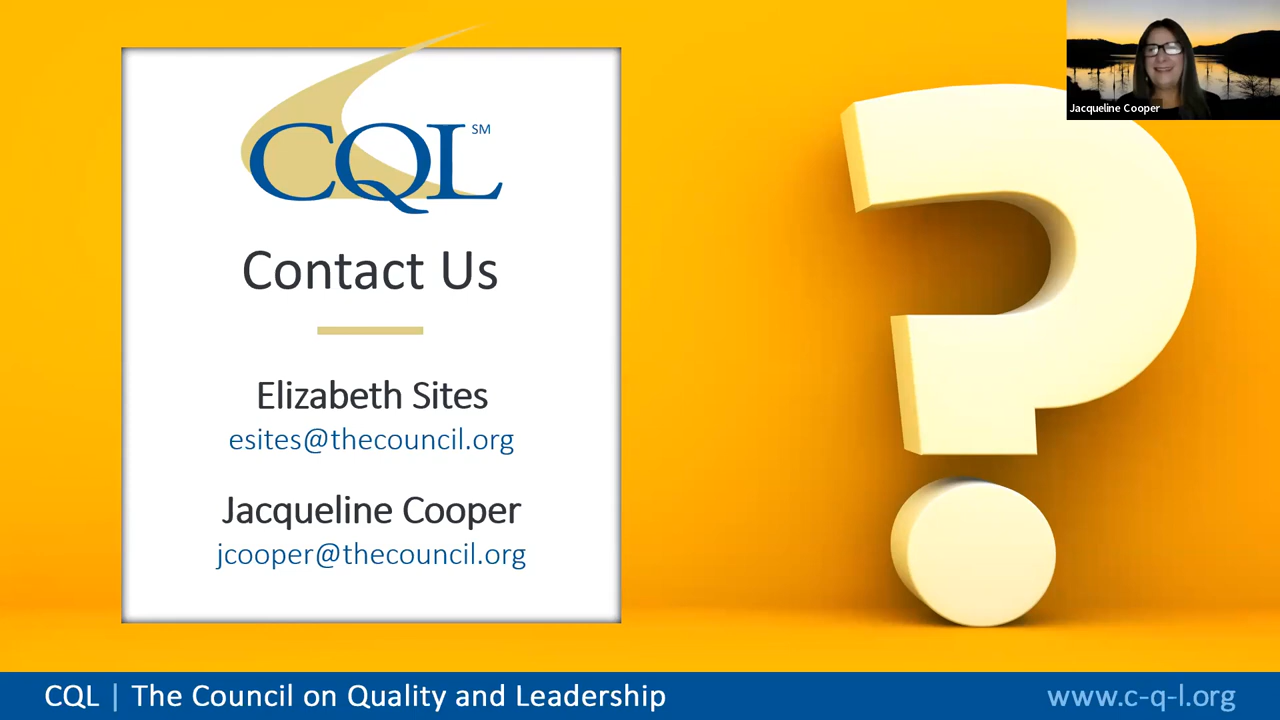 CQL SM
Contact Us
Elizabeth Sites
esites@thecouncil.org
Jacqueline Cooper
jcooper@thecouncil.org
Jacqueline Cooper
CQL | The Council on Quality and Leadership
www.c-q-l.org